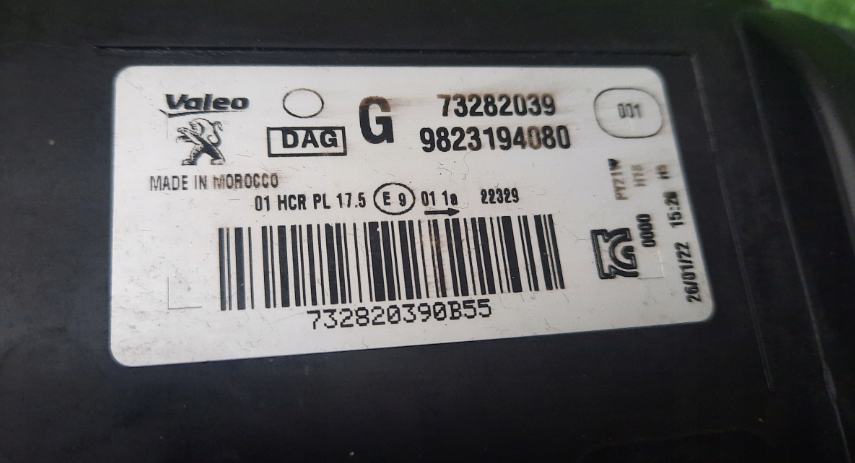 Valeo
DAG
G
73282039
9823194080
001
MADE IN MOROCCO
01 HCR PL 17.5 E 9 01 1a 22329
732820390B55
PY21W
H18
H5
0000
26/01/22 15:28